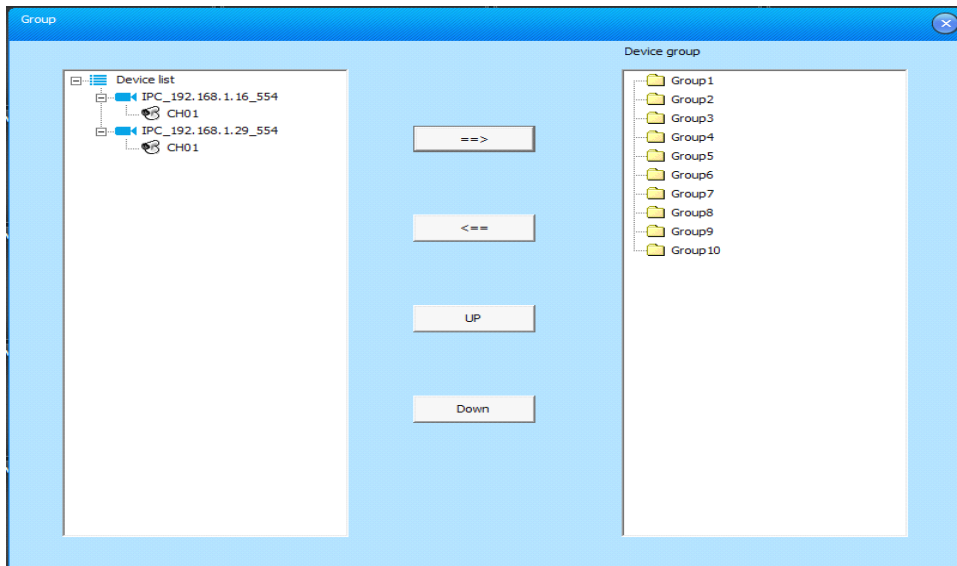 Group
Device group
Device list
IPC_192.168.1.16_554
CH01
IPC_192.168.1.29_554
CH01
==>
<==
UP
Down
Group1
Group2
Group3
Group4
Group5
Group6
Group7
Group8
Group9
Group10